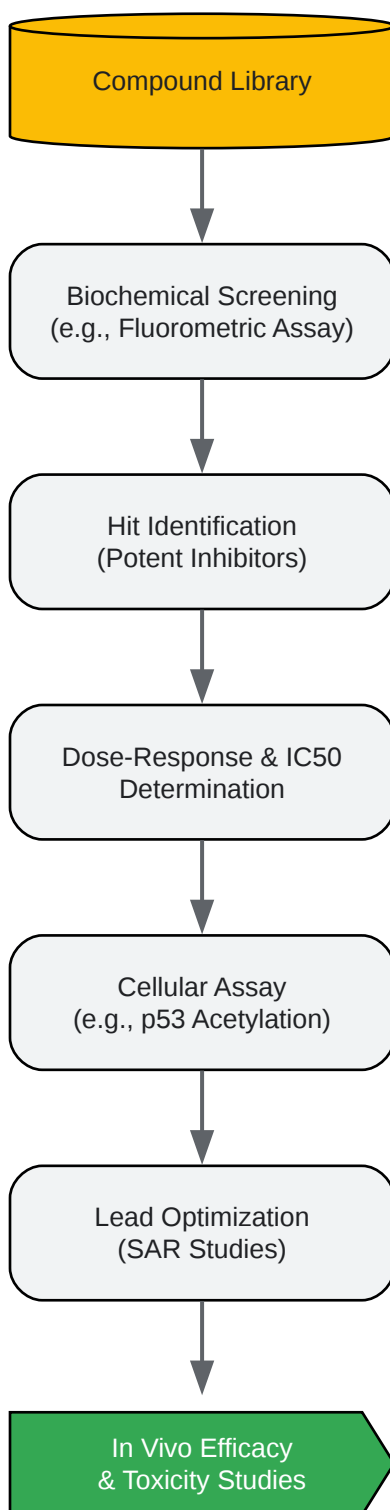 Compound Library
Biochemical Screening
(e.g., Fluorometric Assay)
Hit Identification
(Potent Inhibitors)
Dose-Response & IC50
Determination
Cellular Assay
(e.g., p53 Acetylation)
Lead Optimization
(SAR Studies)
In Vivo Efficacy
& Toxicity Studies